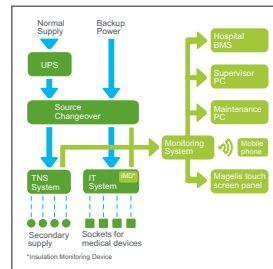 Normal
Supply
Backup
Power
UPS
Source
Changeover
TNS
System
IT
System
IMD*
Secondary
supply
Sockets for
medical devices
*Insulation Monitoring Device
Monitoring
System
Hospital
BMS
Supervisor
PC
Maintenance
PC
Mobile
phone
Magelis touch
screen panel